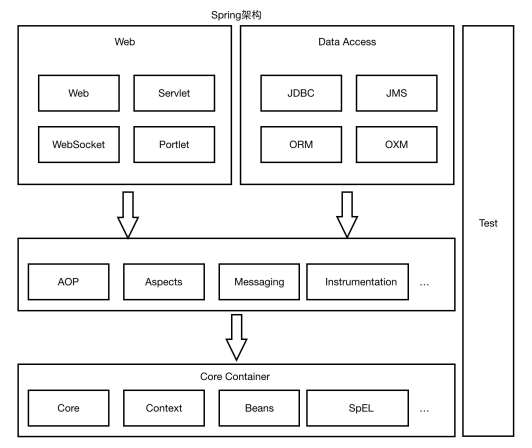 Spring架构
Web
Data Access
Web
Servlet
JDBC
JMS
WebSocket
Portlet
ORM
OXM
Test
AOP
Aspects
Messaging
Instrumentation
...
Core Container
Core
Context
Beans
SpEL
...